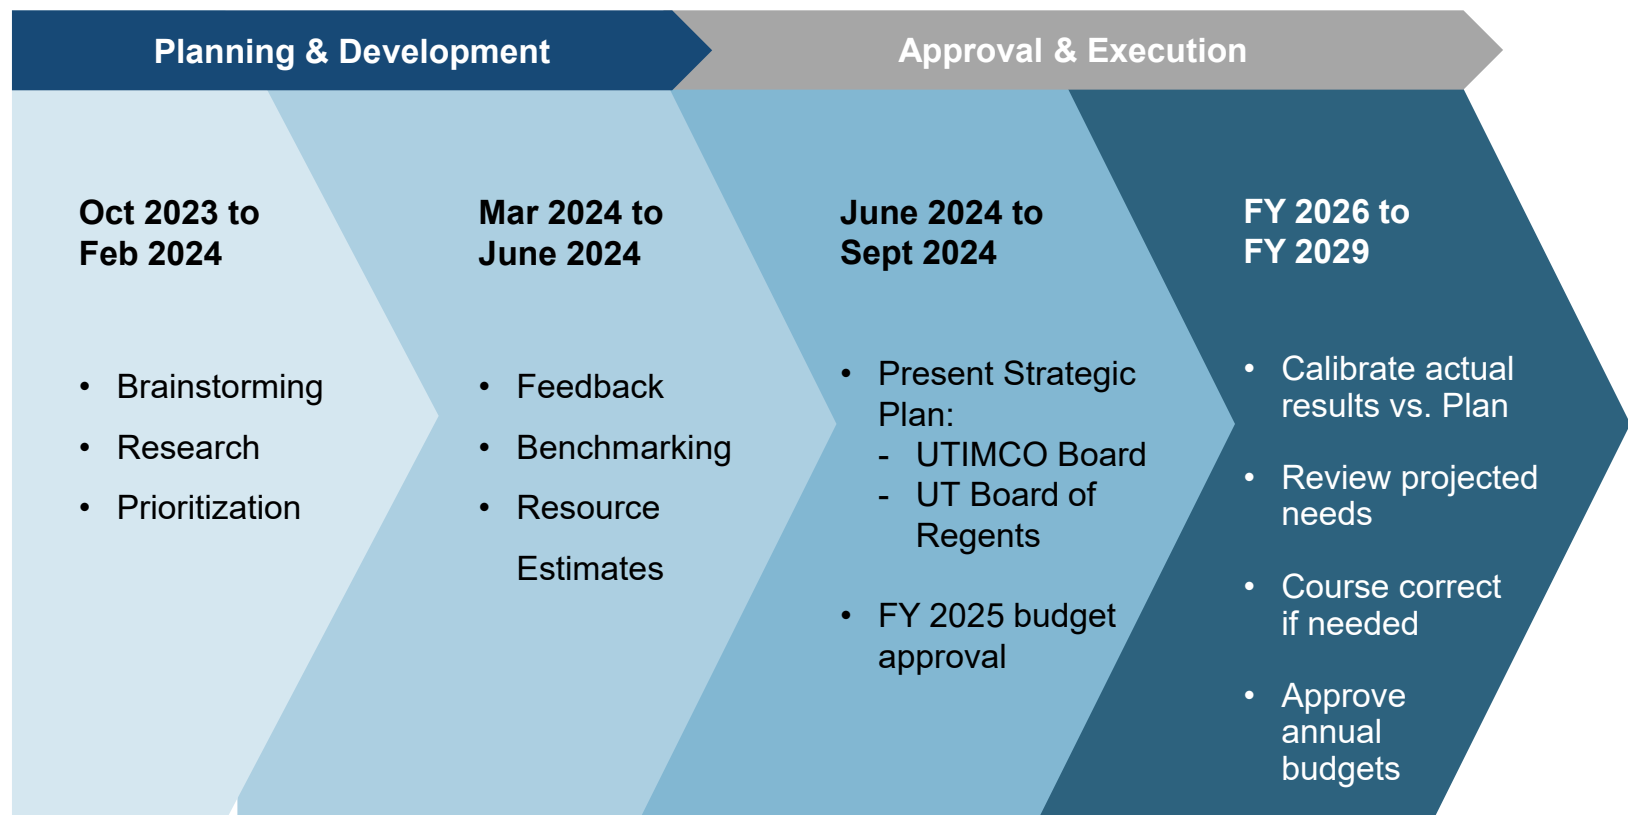 Planning & Development
Approval & Execution
Oct 2023 to
Feb 2024
• Brainstorming
• Research
• Prioritization
Mar 2024 to
June 2024
• Feedback
• Benchmarking
• Resource
Estimates
June 2024 to
Sept 2024
• Present Strategic
Plan:
- UTIMCO Board
- UT Board of
Regents
• FY 2025 budget
approval
FY 2026 to
FY 2029
• Calibrate actual
results vs. Plan
• Review projected
needs
• Course correct
if needed
• Approve
annual
budgets